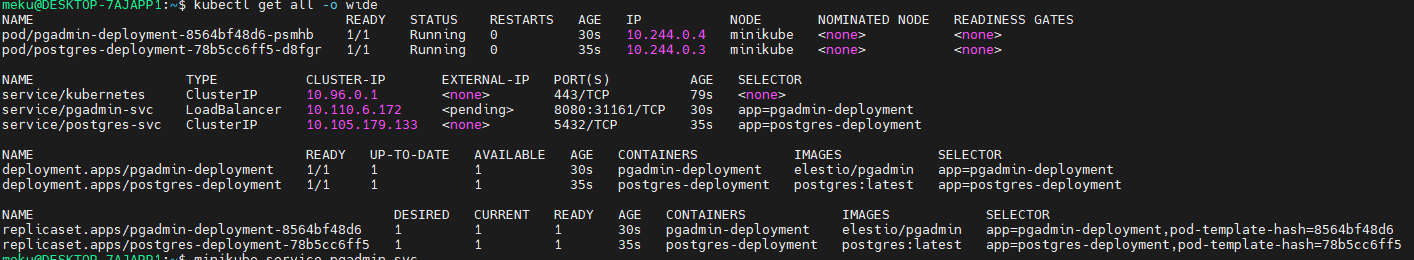 meku@DESKTOP-7AJAPP1:~$ kubectl get all -o wide
NAME READY STATUS RESTARTS AGE IP NODE NOMINATED NODE READINESS GATES
pod/pgadmin-deployment-8564bf48d6-psmhb 1/1 Running 0 30s 10.244.0.4 minikube <none> <none>
pod/postgres-deployment-78b5cc6ff5-d8fgr 1/1 Running 0 35s 10.244.0.3 minikube <none> <none>
NAME TYPE CLUSTER-IP EXTERNAL-IP PORT(S) AGE SELECTOR
service/kubernetes ClusterIP 10.96.0.1 <none> 443/TCP 79s <none>
service/pgadmin-svc LoadBalancer 10.110.6.172 <pending> 8080:31161/TCP 30s app=pgadmin-deployment
service/postgres-svc ClusterIP 10.105.179.133 <none> 5432/TCP 35s app=postgres-deployment
NAME READY UP-TO-DATE AVAILABLE AGE CONTAINERS IMAGES SELECTOR
deployment.apps/pgadmin-deployment 1/1 1 1 30s pgadmin-deployment elestio/pgadmin app=pgadmin-deployment
deployment.apps/postgres-deployment 1/1 1 1 35s postgres-deployment postgres:latest app=postgres-deployment
NAME DESIRED CURRENT READY AGE CONTAINERS IMAGES SELECTOR
replicaset.apps/pgadmin-deployment-8564bf48d6 1 1 1 30s pgadmin-deployment elestio/pgadmin app=pgadmin-deployment,pod-template-hash=8564bf48d6
replicaset.apps/postgres-deployment-78b5cc6ff5 1 1 1 35s postgres-deployment postgres:latest app=postgres-deployment,pod-template-hash=78b5cc6ff5
meku@DESKTOP-7AJAPP1:~$ minikube service pgadmin-svc